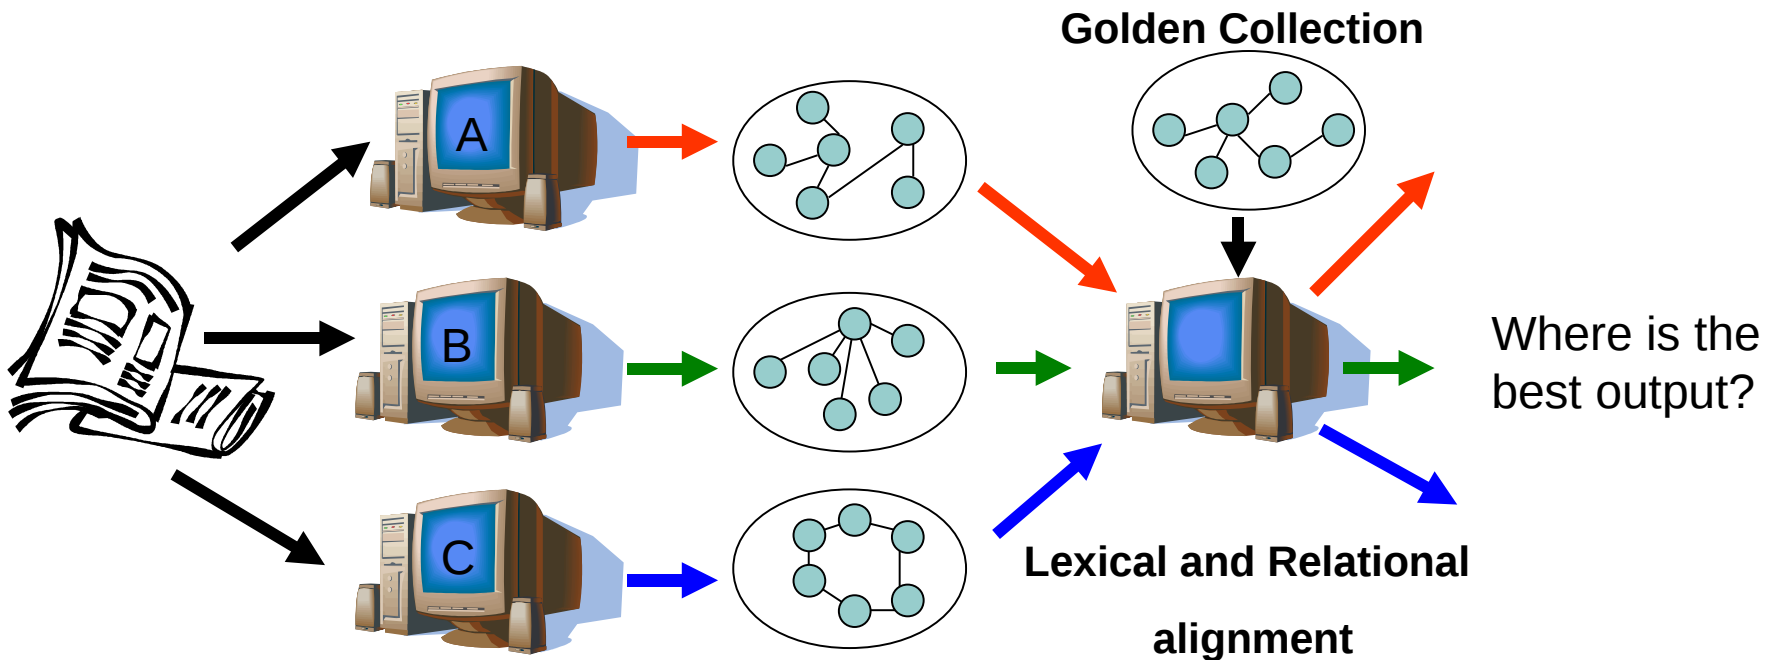 Golden Collection
A
B
C
Where is the
best output?
Lexical and Relational
alignment